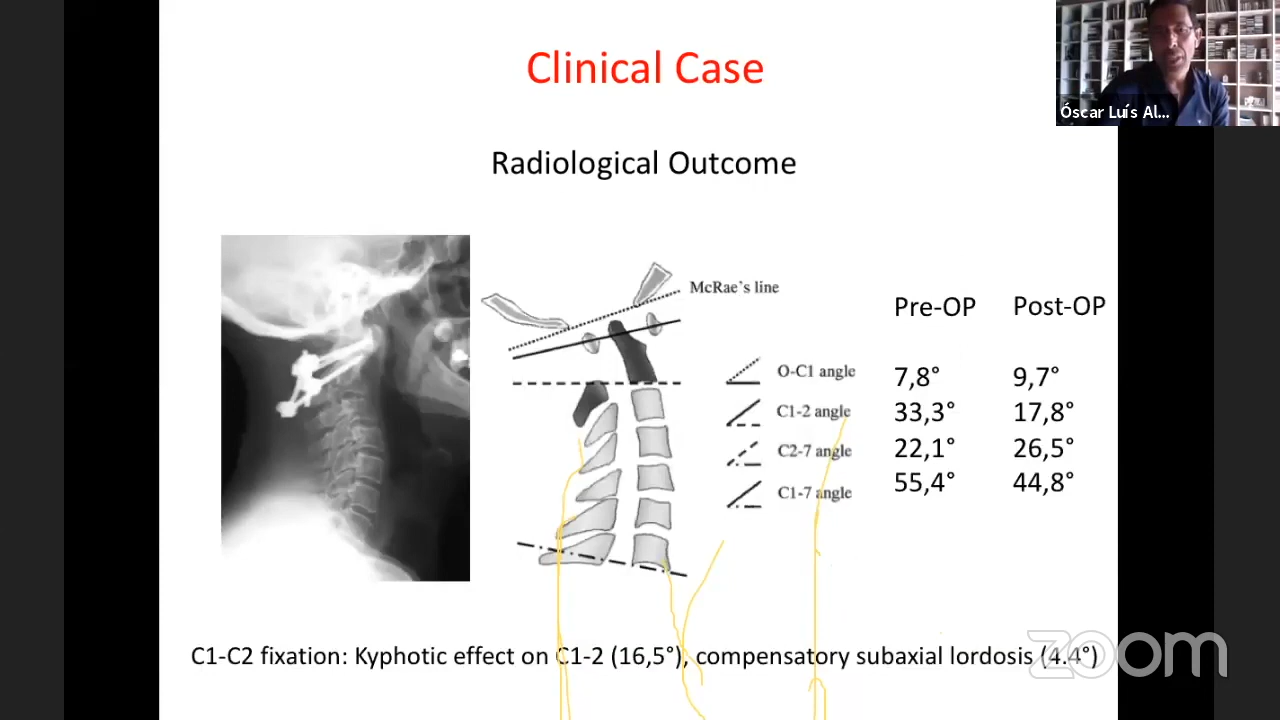 Clinical Case
Óscar Luís Al...
Radiological Outcome
McRae's line
Pre-OP Post-OP
O-C1 angle 7,8° 9,7°
C1-2 angle 33,3° 17,8°
C2-7 angle 22,1° 26,5°
C1-7 angle 55,4° 44,8°
C1-C2 fixation: Kyphotic effect on C1-2 (16,5°), compensatory subaxial lordosis (4.4°)
zoom